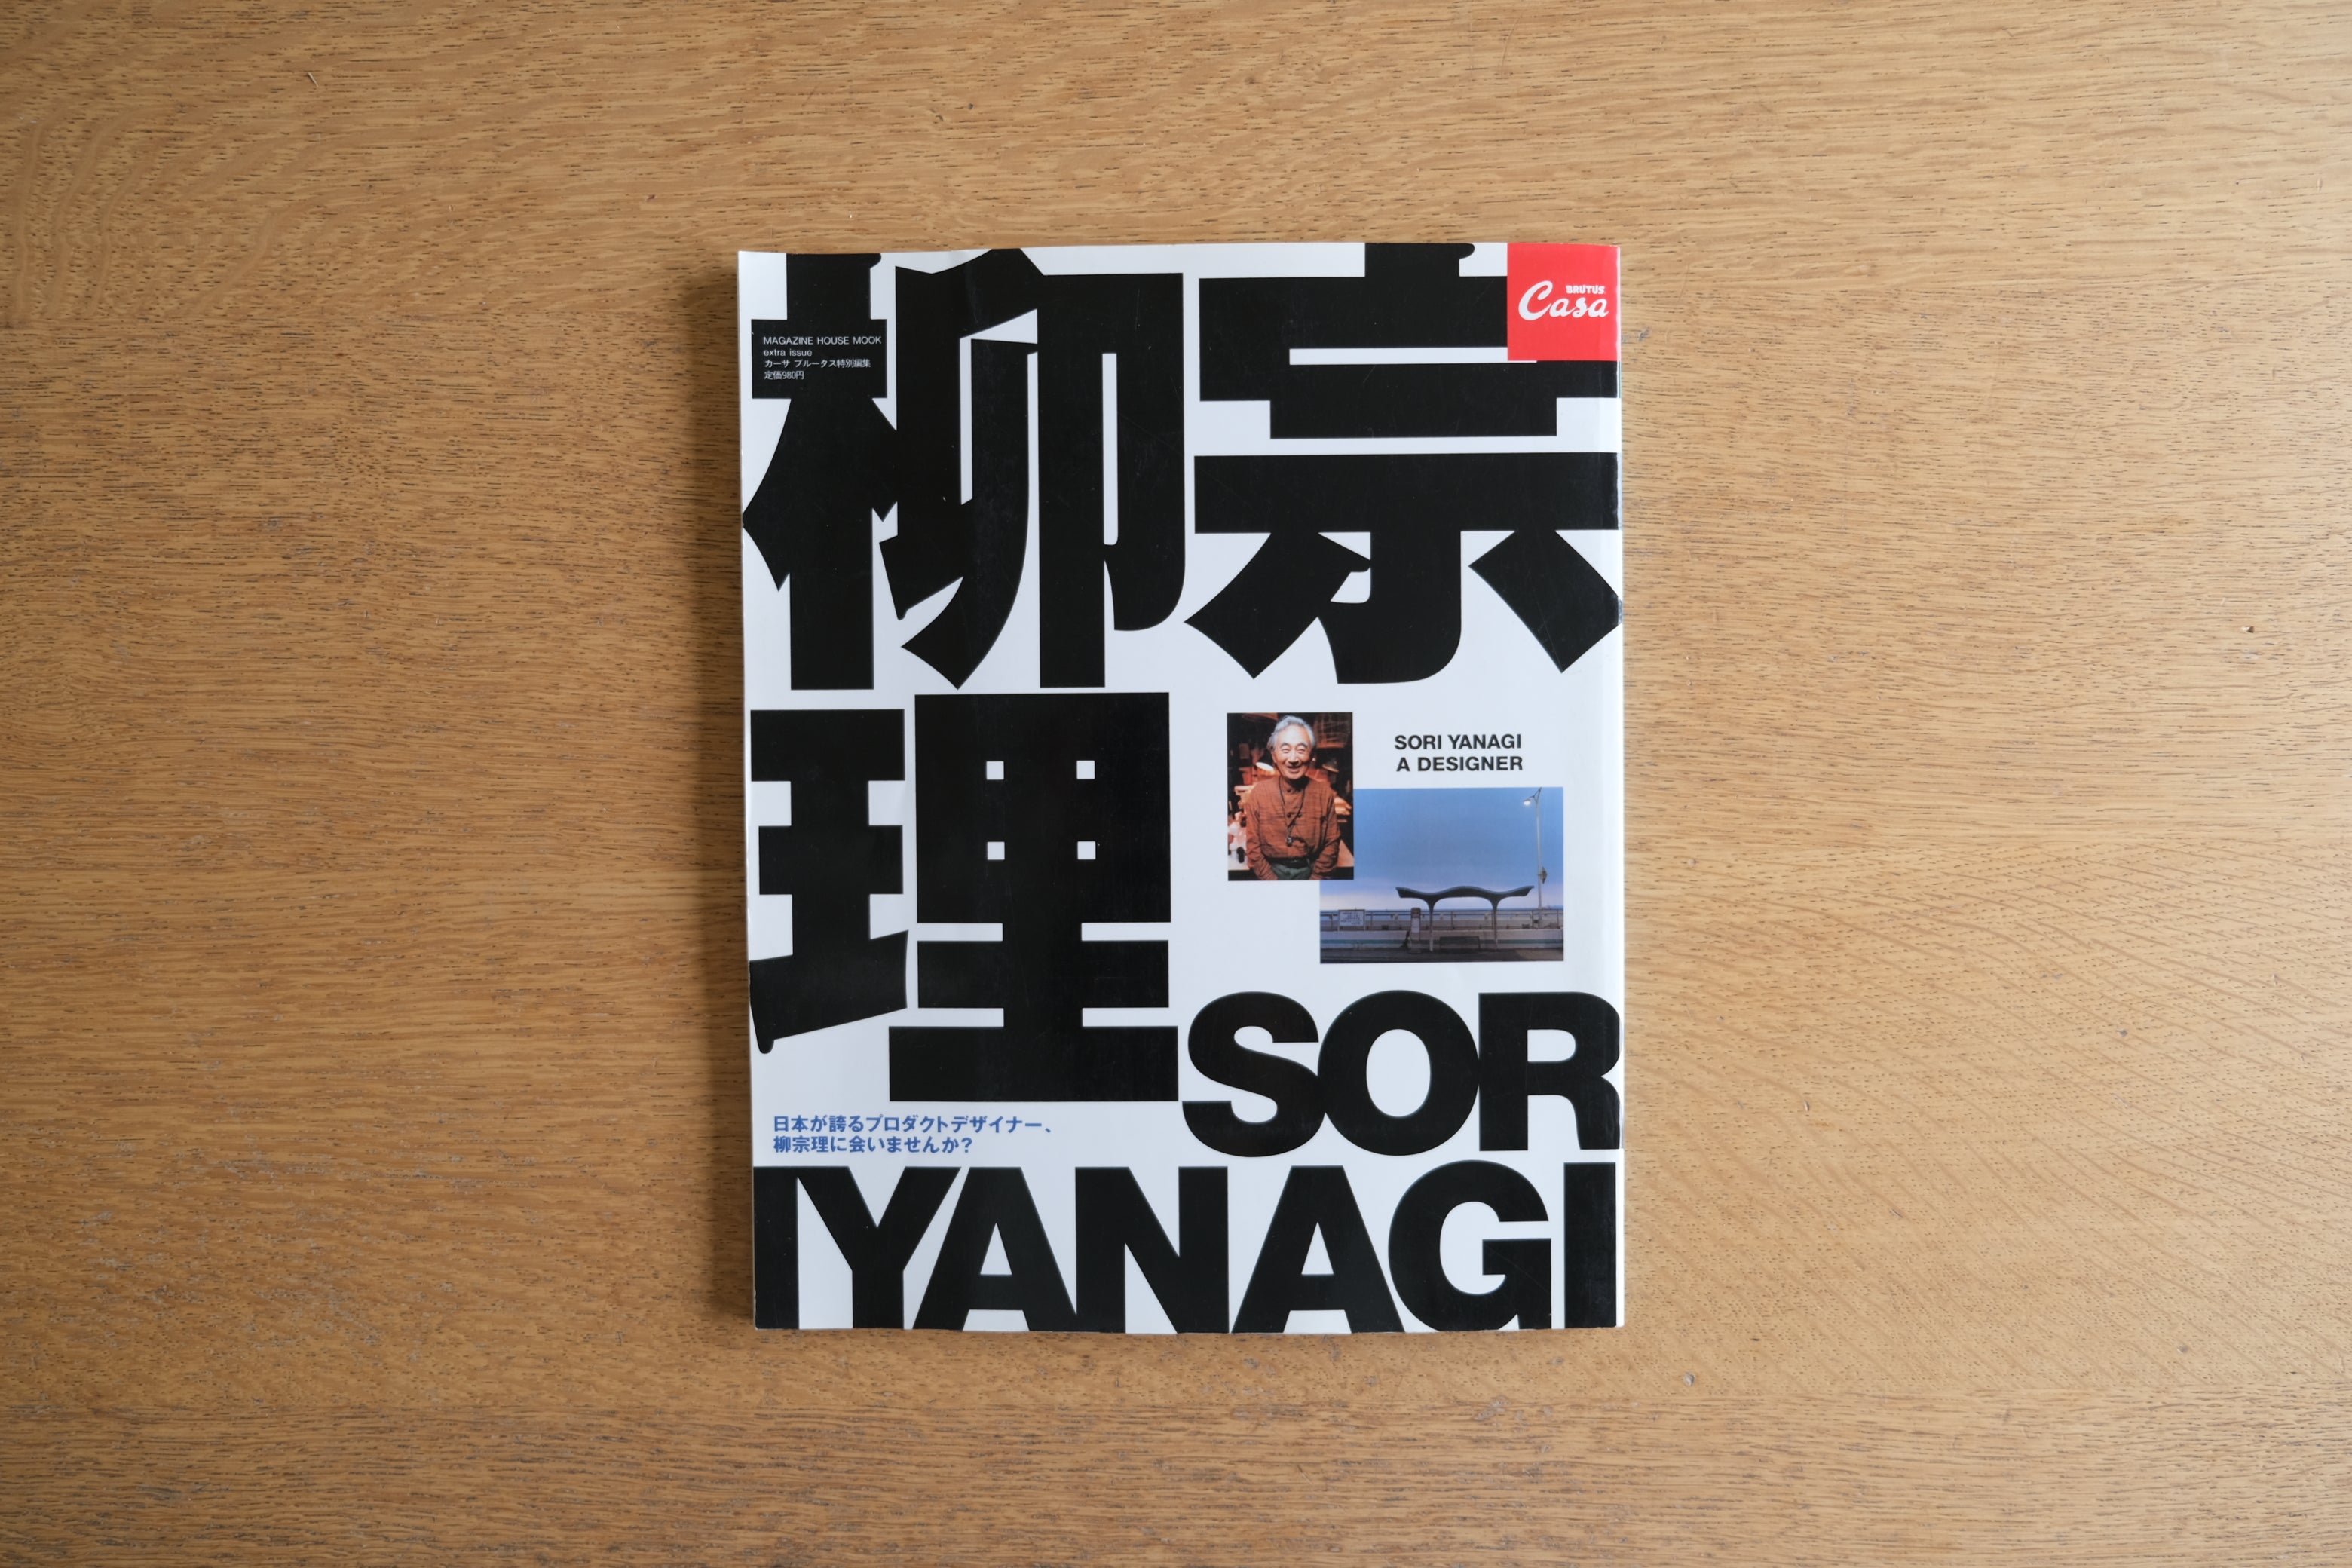 柳宗
BRUTUS
Casa
MAGAZINE HOUSE MOOK
extra issue
カーサ ブルータス特別編集
定価980円
理
SORI YANAGI
A DESIGNER
SOR
日本が誇るプロダクトデザイナー、
柳宗理に会いませんか?
IYANAGI